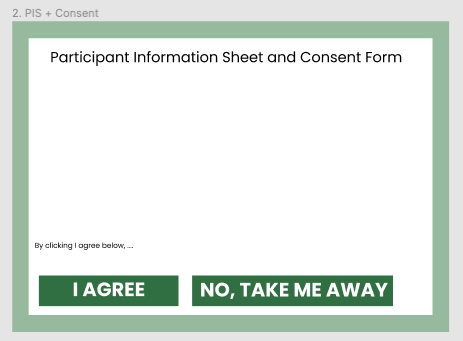 2. PIS + Consent
Participant Information Sheet and Consent Form
By clicking I agree below, ...
I AGREE
NO, TAKE ME AWAY